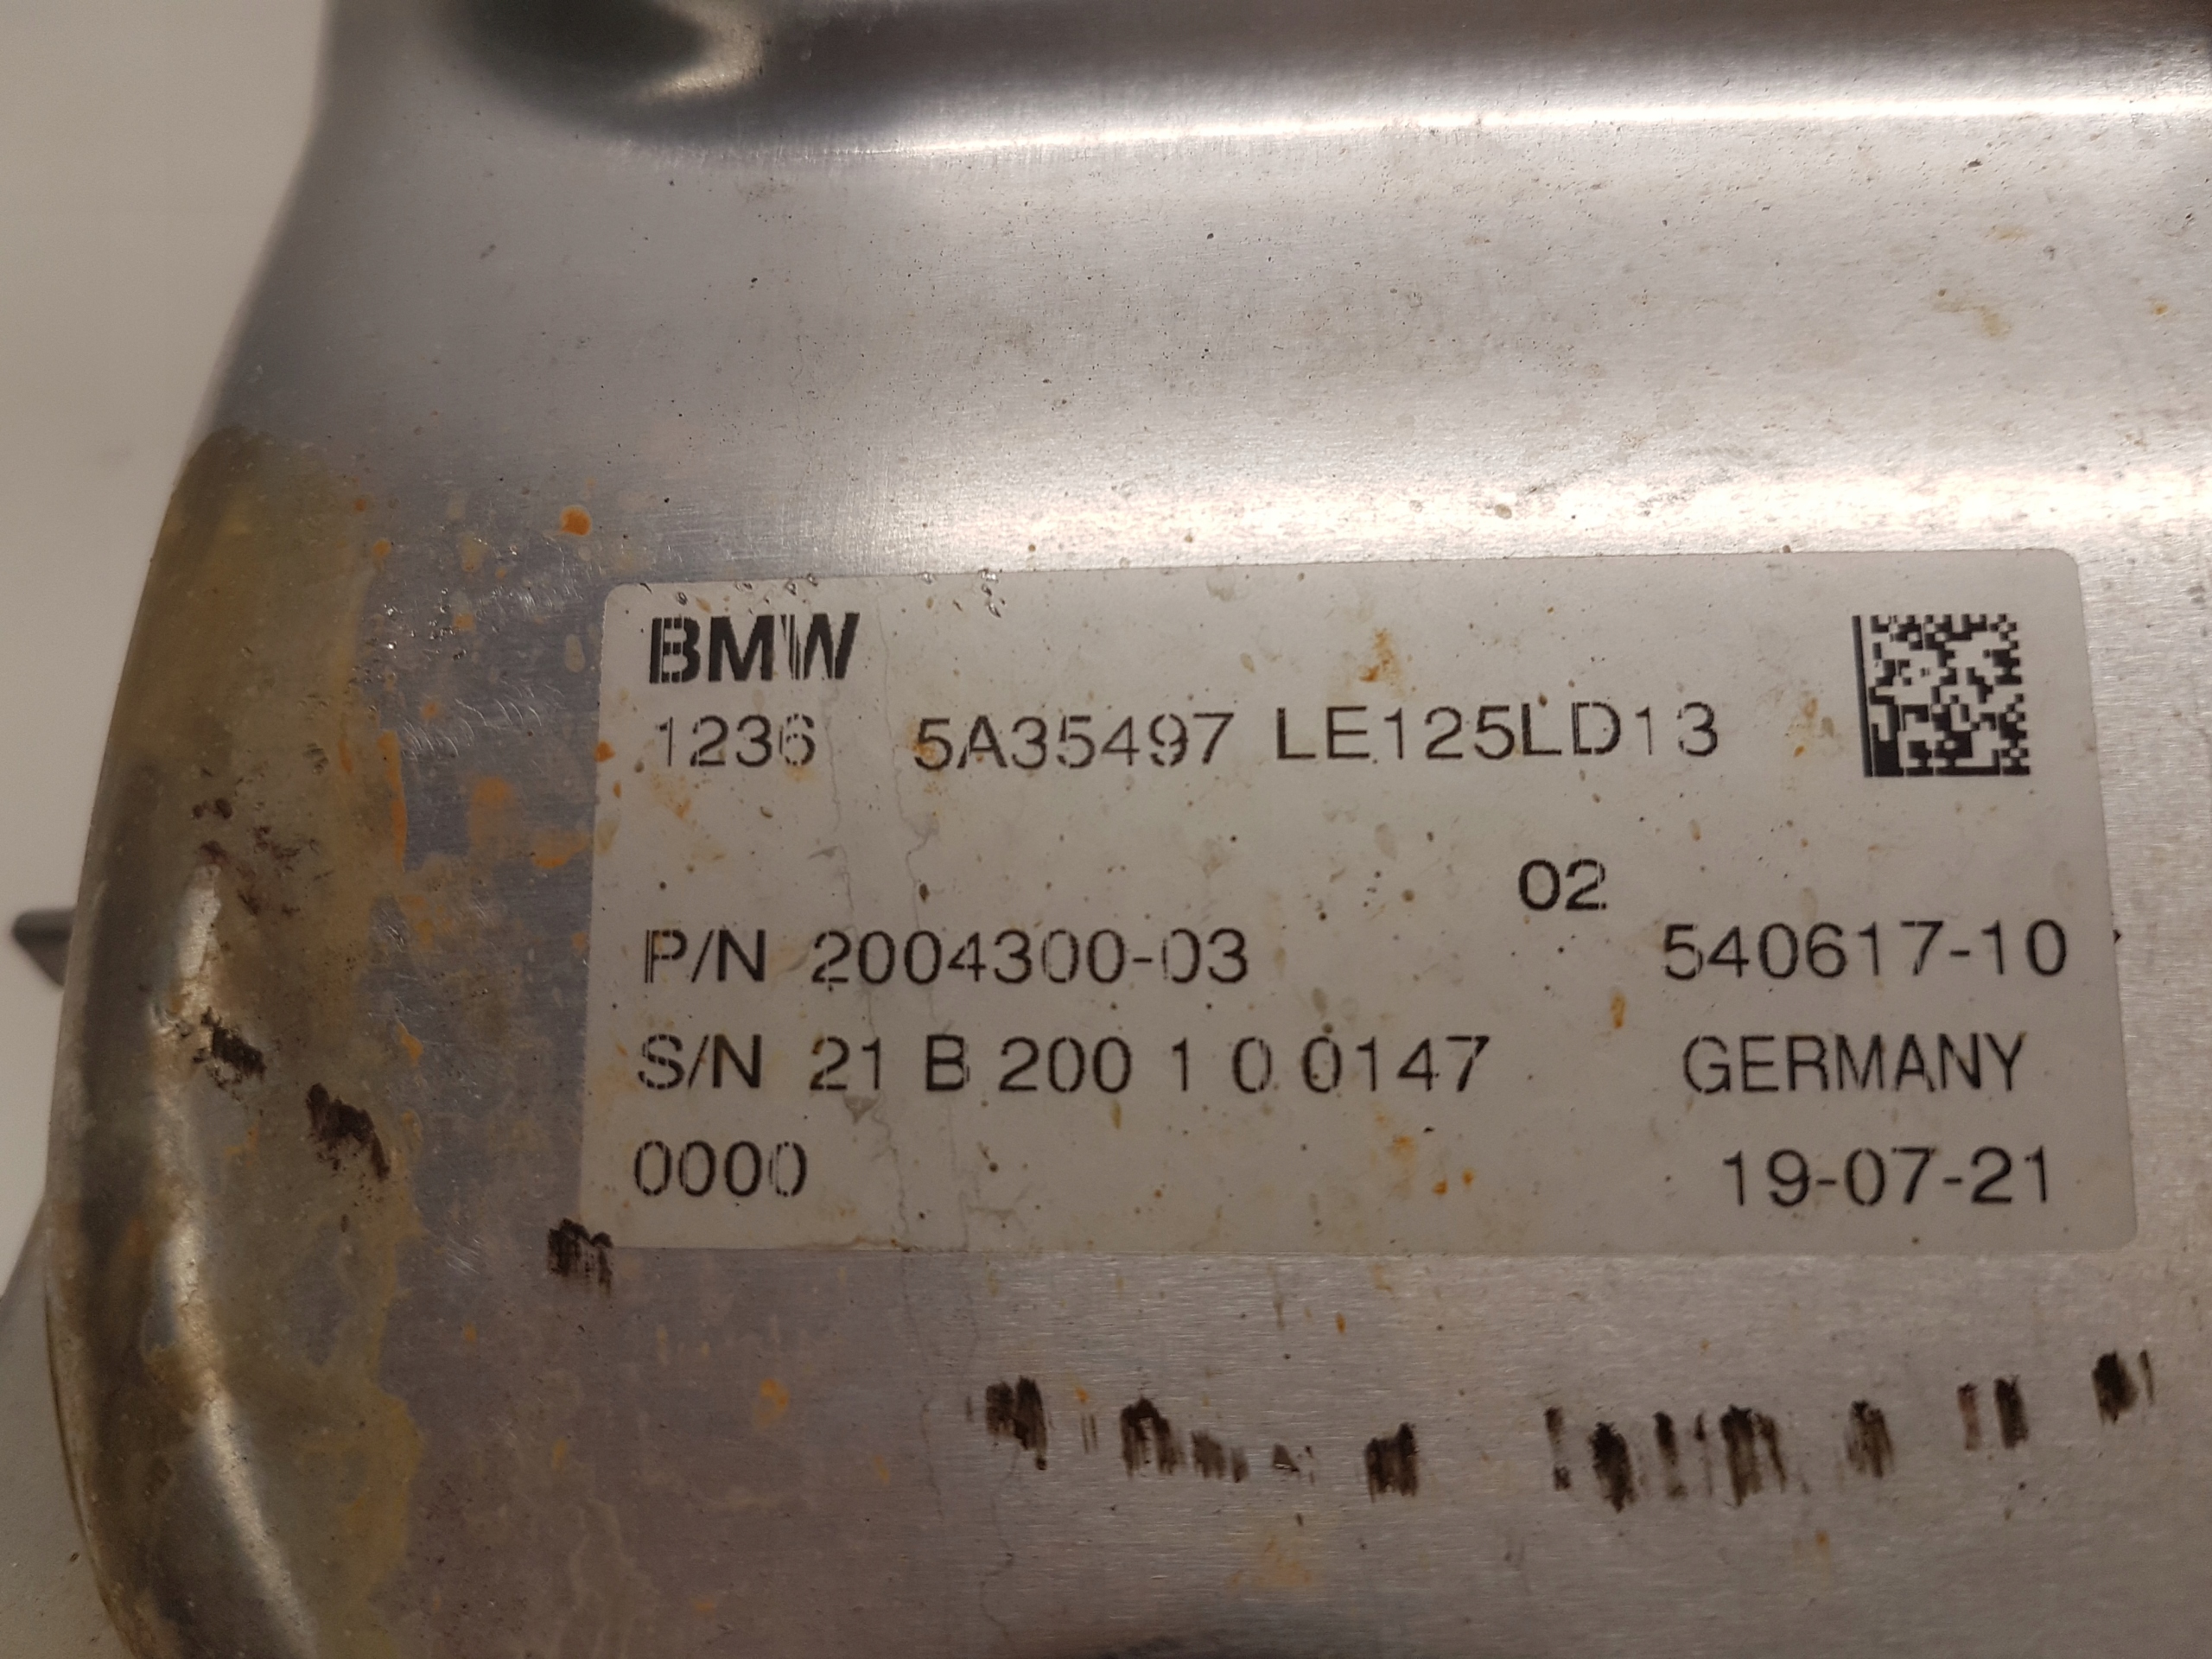 BMW
1236 5A35497 LE125LD13
02
P/N 2004300-03 540617-10
S/N 21 B 200 1 0 0147 GERMANY
0000 19-07-21